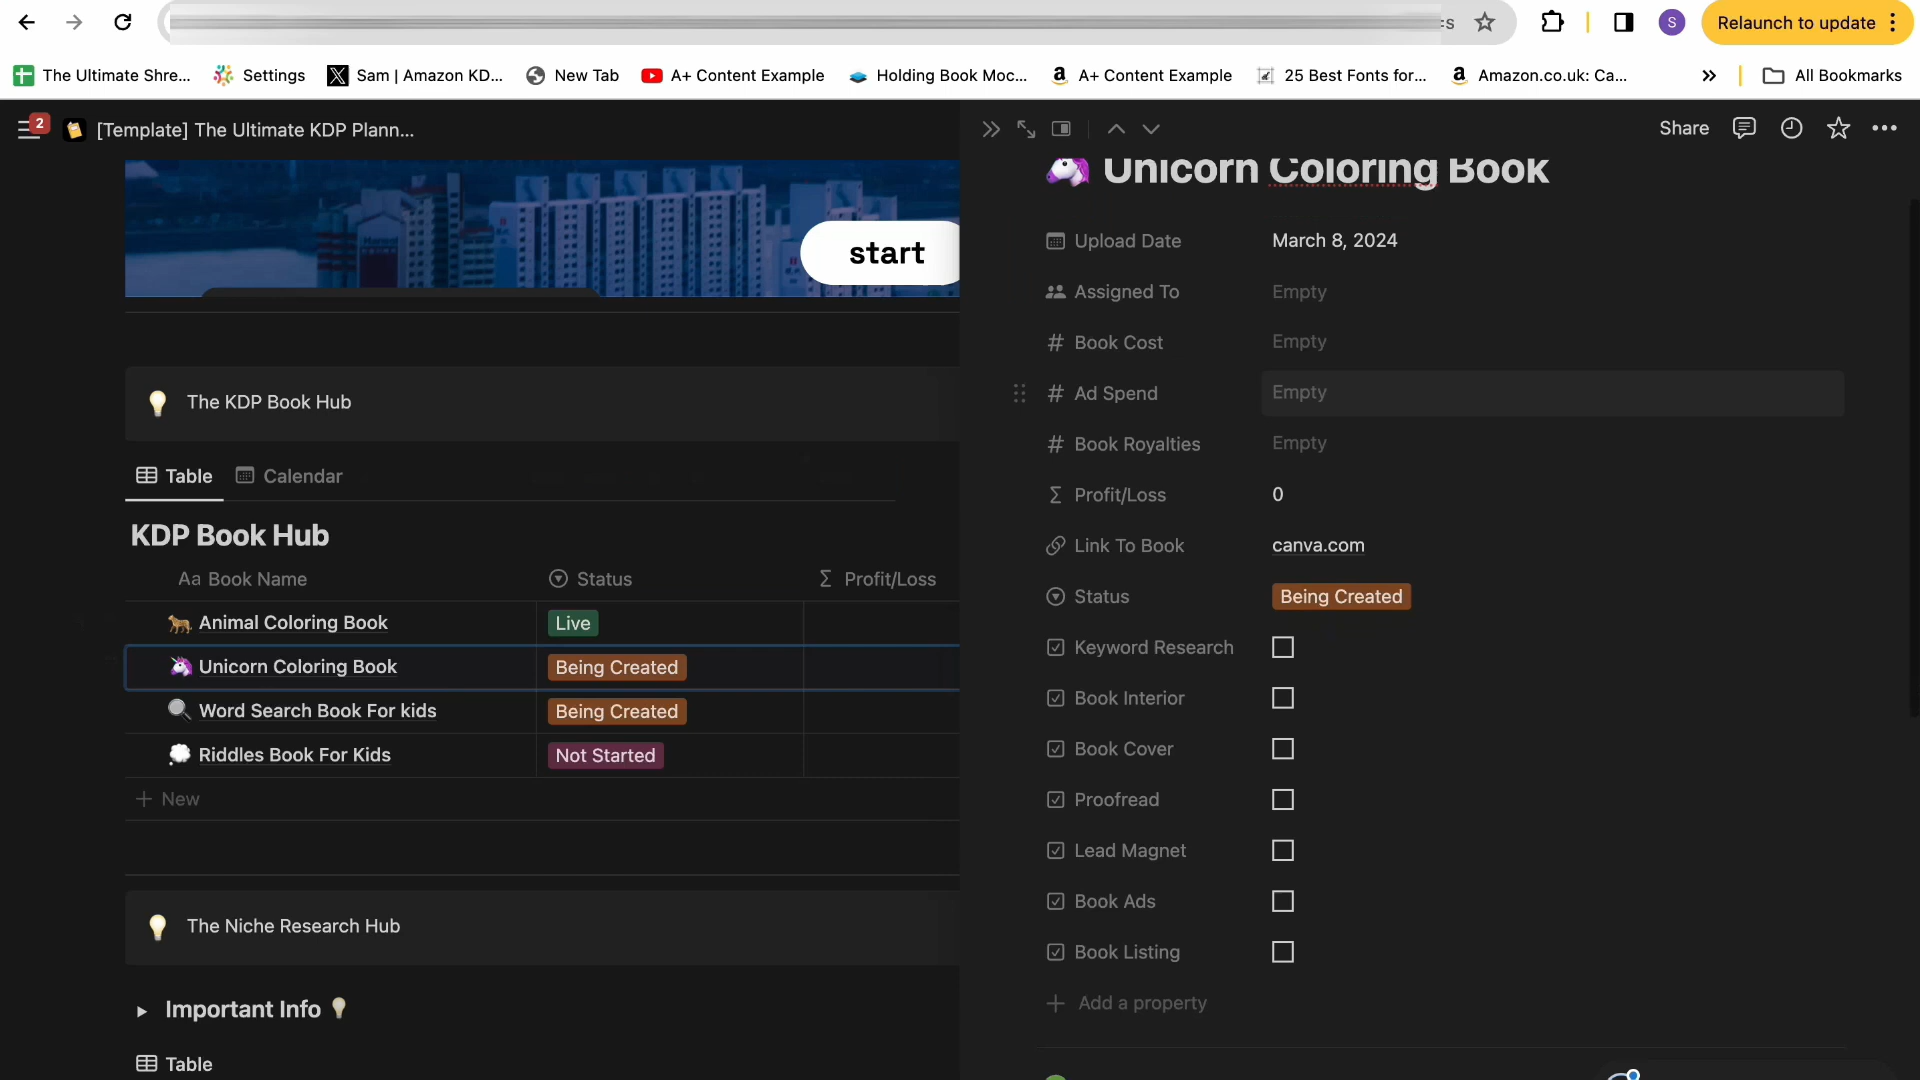 :s
S
Relaunch to update
The Ultimate Shre...
Settings
Sam | Amazon KD...
New Tab
A+ Content Example
Holding Book Moc...
A+ Content Example
25 Best Fonts for...
Amazon.co.uk: Ca...
All Bookmarks
2
[Template] The Ultimate KDP Plann...
start
The KDP Book Hub
Table
Calendar
KDP Book Hub
Aa Book Name
Status
Profit/Loss
Animal Coloring Book
Live
Unicorn Coloring Book
Being Created
Word Search Book For kids
Being Created
Riddles Book For Kids
Not Started
+ New
The Niche Research Hub
Important Info
Table
Share
Unicorn Coloring Book
Upload Date
March 8, 2024
Assigned To
Empty
Book Cost
Empty
Ad Spend
Empty
Book Royalties
Empty
Profit/Loss
0
Link To Book
canva.com
Status
Being Created
Keyword Research
Book Interior
Book Cover
Proofread
Lead Magnet
Book Ads
Book Listing
+ Add a property